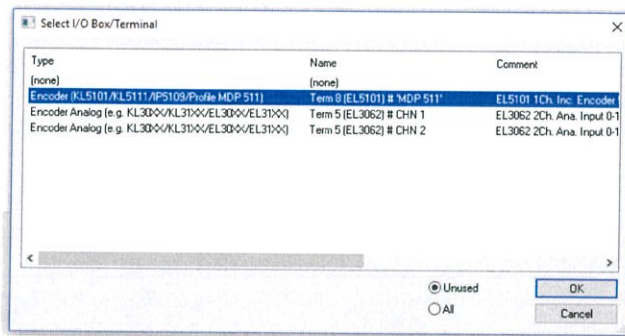 Select I/O Box/Terminal
Type Name Comment
(none) (none)
Encoder (KL5101/KL5111/IP5109/Profile MDP 511) Term 8 (EL5101) # 'MDP 511' EL5101 1Ch. Inc. Encoder
Encoder Analog (e.g. KL30XX/KL31XX/EL30XX/EL31XX) Term 5 (EL3062) # CHN 1 EL3062 2Ch. Ana. Input 0-1
Encoder Analog (e.g. KL30XX/KL31XX/EL30XX/EL31XX) Term 5 (EL3062) # CHN 2 EL3062 2Ch. Ana. Input 0-1
Unused OK
All Cancel